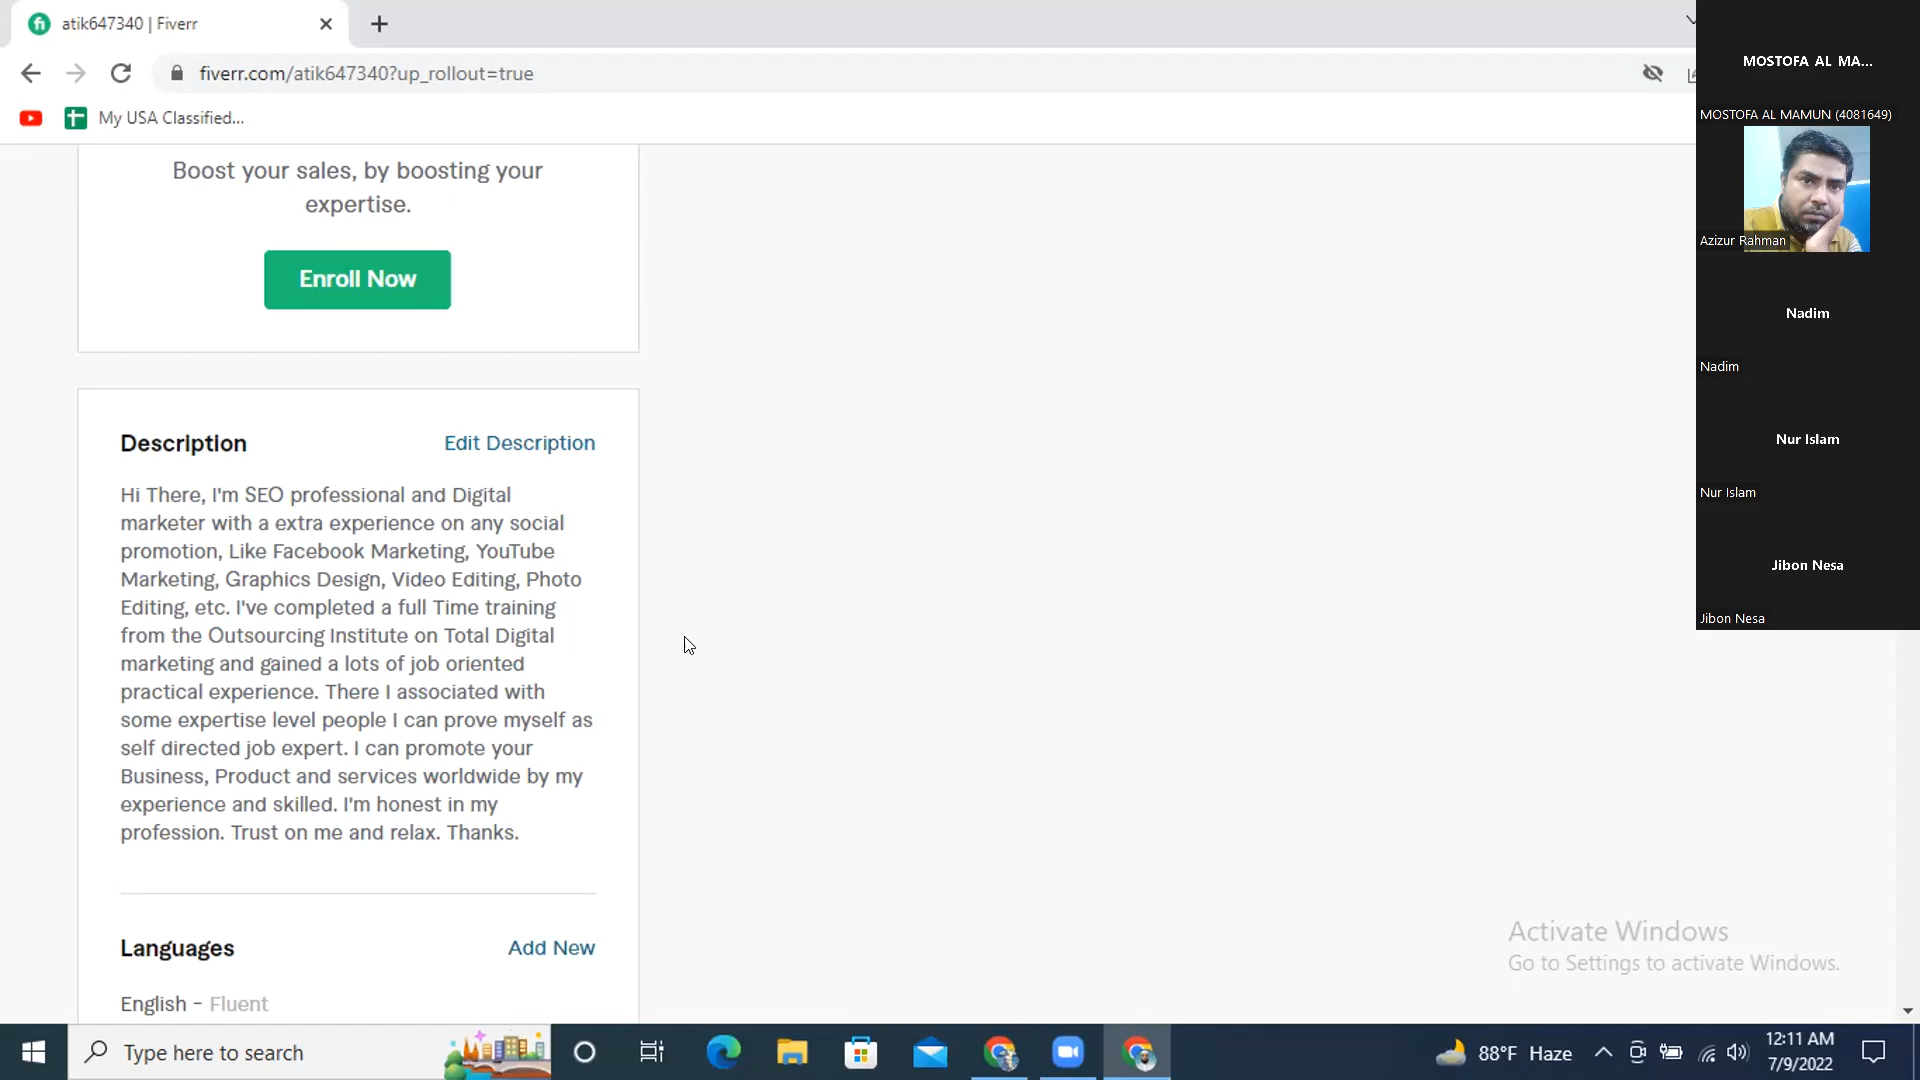 atik647340 | Fiverr
fiverr.com/atik647340?up_rollout=true
My USA Classified...
Boost your sales, by boosting your
expertise.
Enroll Now
Description
Edit Description
Hi There, I'm SEO professional and Digital
marketer with a extra experience on any social
promotion, Like Facebook Marketing, YouTube
Marketing, Graphics Design, Video Editing, Photo
Editing, etc. I've completed a full Time training
from the Outsourcing Institute on Total Digital
marketing and gained a lots of job oriented
practical experience. There I associated with
some expertise level people I can prove myself as
self directed job expert. I can promote your
Business, Product and services worldwide by my
experience and skilled. I'm honest in my
profession. Trust on me and relax. Thanks.
Languages
Add New
English - Fluent
MOSTOFA AL MA...
MOSTOFA AL MAMUN (4081649)
Azizur Rahman
Nadim
Nadim
Nur Islam
Nur Islam
Jibon Nesa
Jibon Nesa
Activate Windows
Go to Settings to activate Windows.
Type here to search
88°F Haze
12:11 AM
7/9/2022